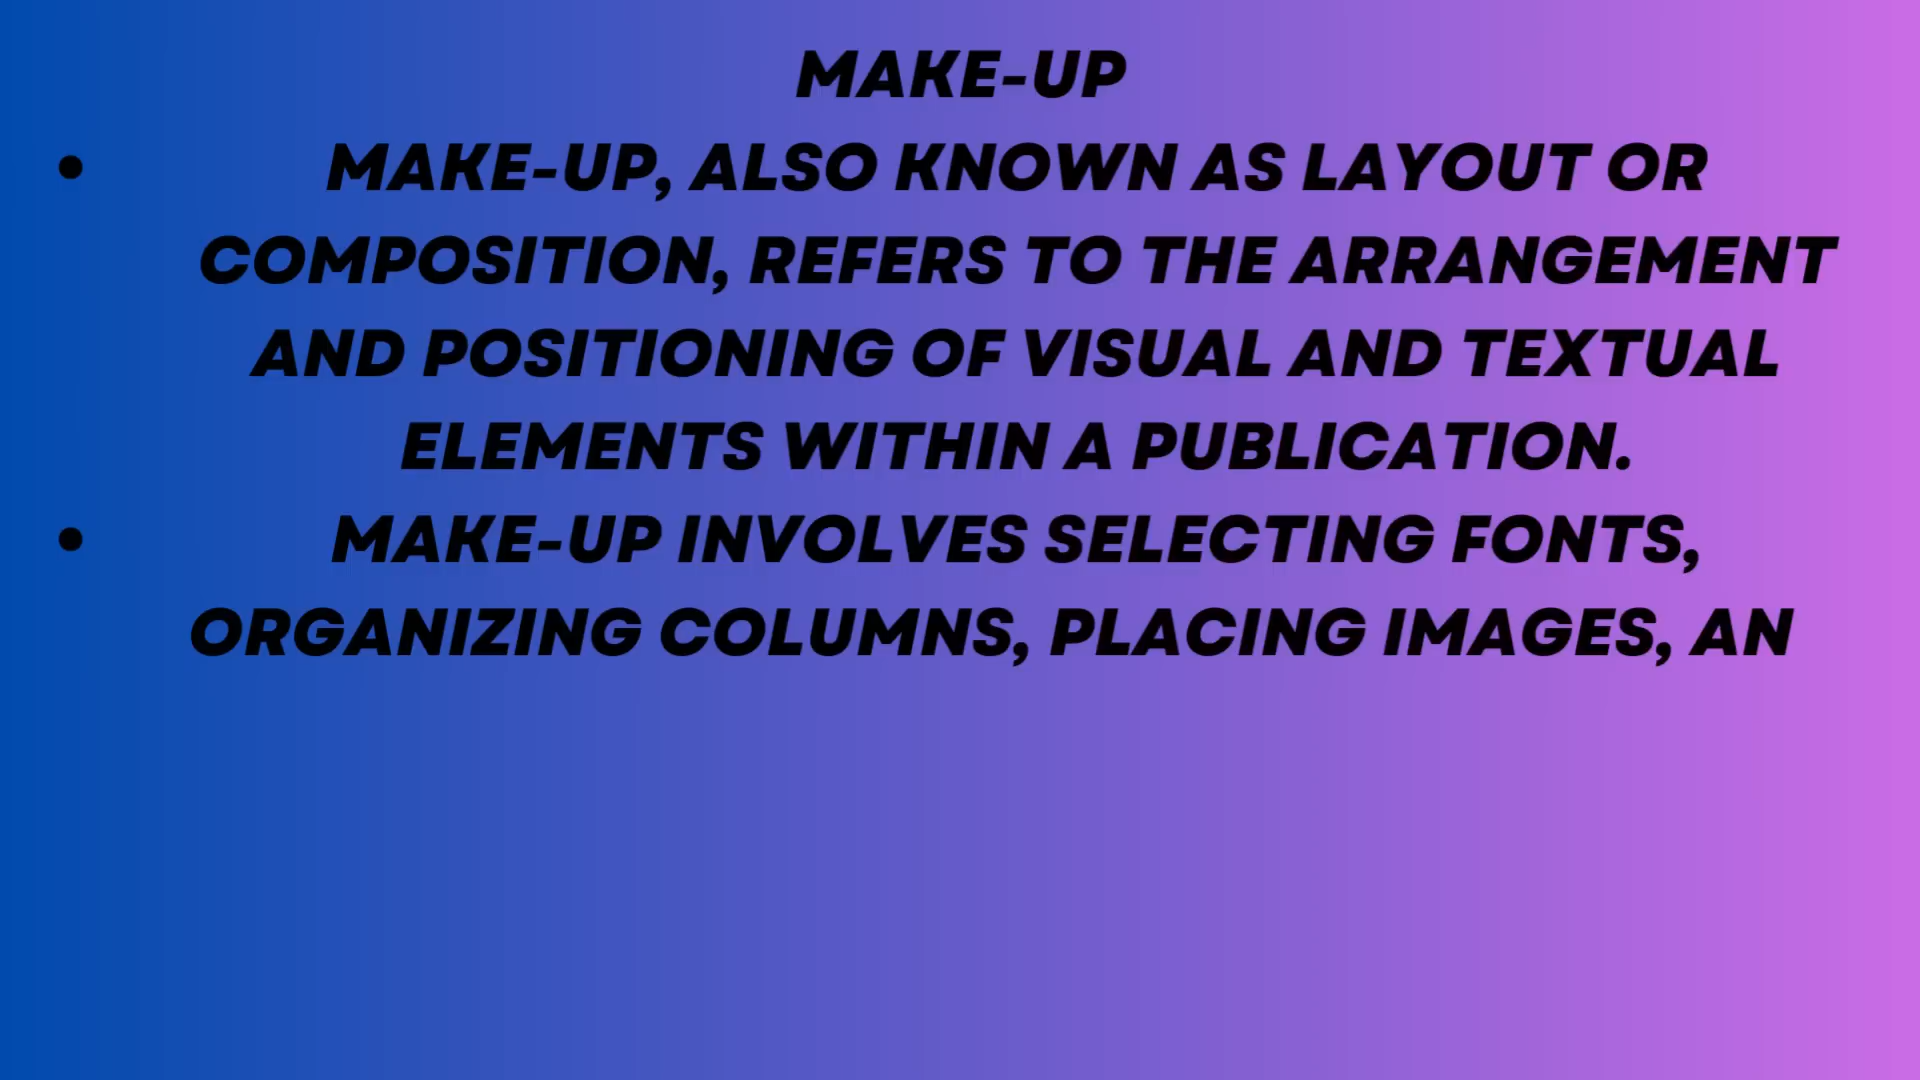 MAKE-UP
• MAKE-UP, ALSO KNOWN AS LAYOUT OR
COMPOSITION, REFERS TO THE ARRANGEMENT
AND POSITIONING OF VISUAL AND TEXTUAL
ELEMENTS WITHIN A PUBLICATION.
• MAKE-UP INVOLVES SELECTING FONTS,
ORGANIZING COLUMNS, PLACING IMAGES, AN